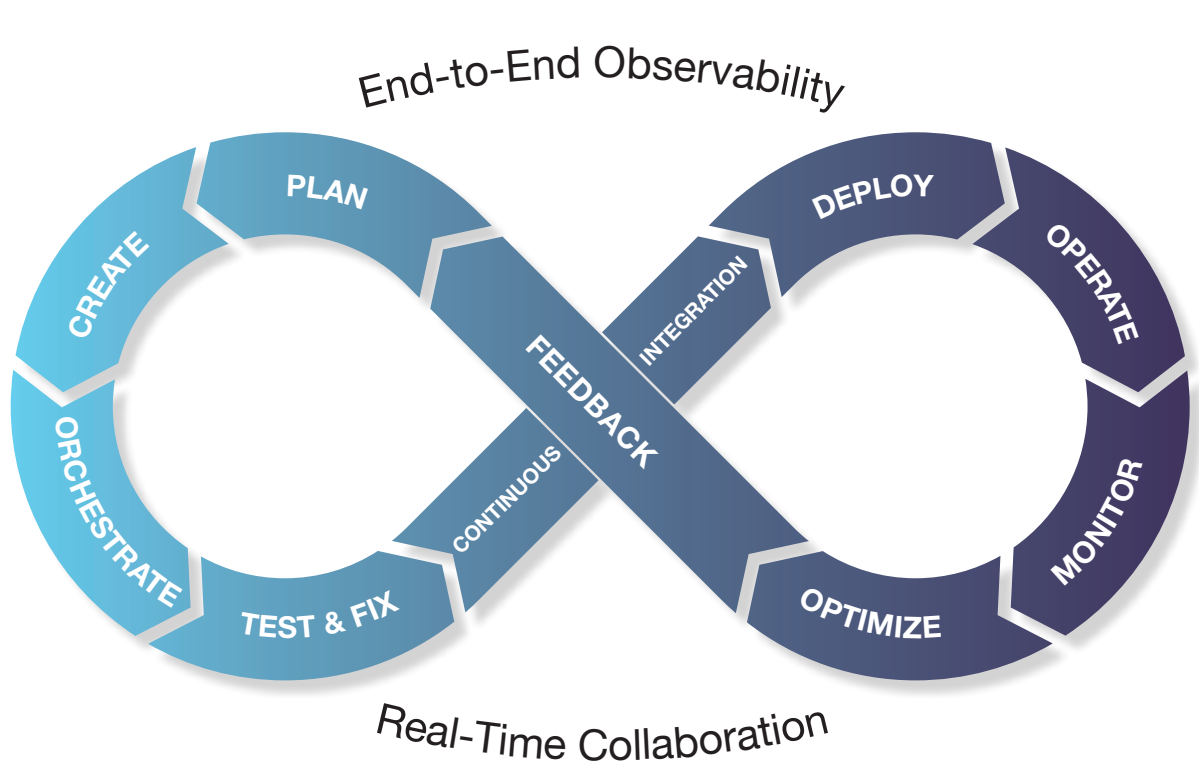 End-to-End Observability
PLAN
CREATE
ORCHESTRATE
TEST & FIX
CONTINUOUS
INTEGRATION
DEPLOY
OPERATE
MONITOR
OPTIMIZE
FEEDBACK
Real-Time Collaboration